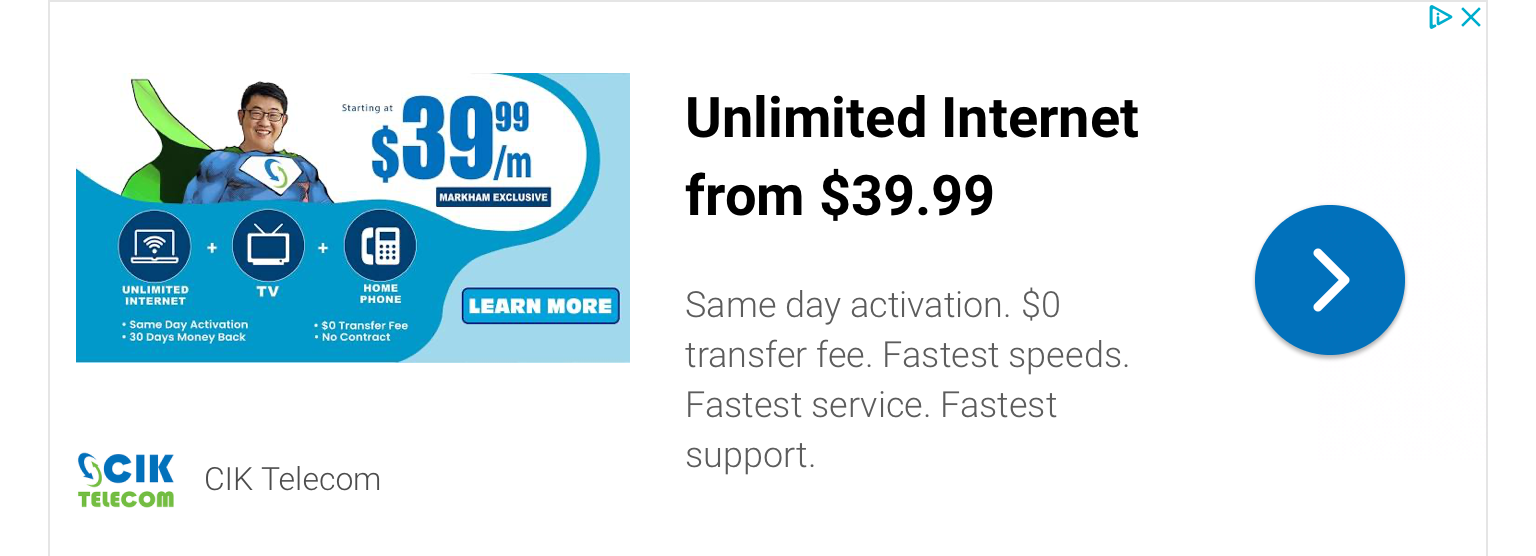 Starting at
$39.99/m
MARKHAM EXCLUSIVE
+ +
UNLIMITED
INTERNET
TV
HOME
PHONE
• Same Day Activation
• 30 Days Money Back
• $0 Transfer Fee
• No Contract
LEARN MORE
Unlimited Internet
from $39.99
Same day activation. $0
transfer fee. Fastest speeds.
Fastest service. Fastest
support.
CIK
TELECOM
CIK Telecom